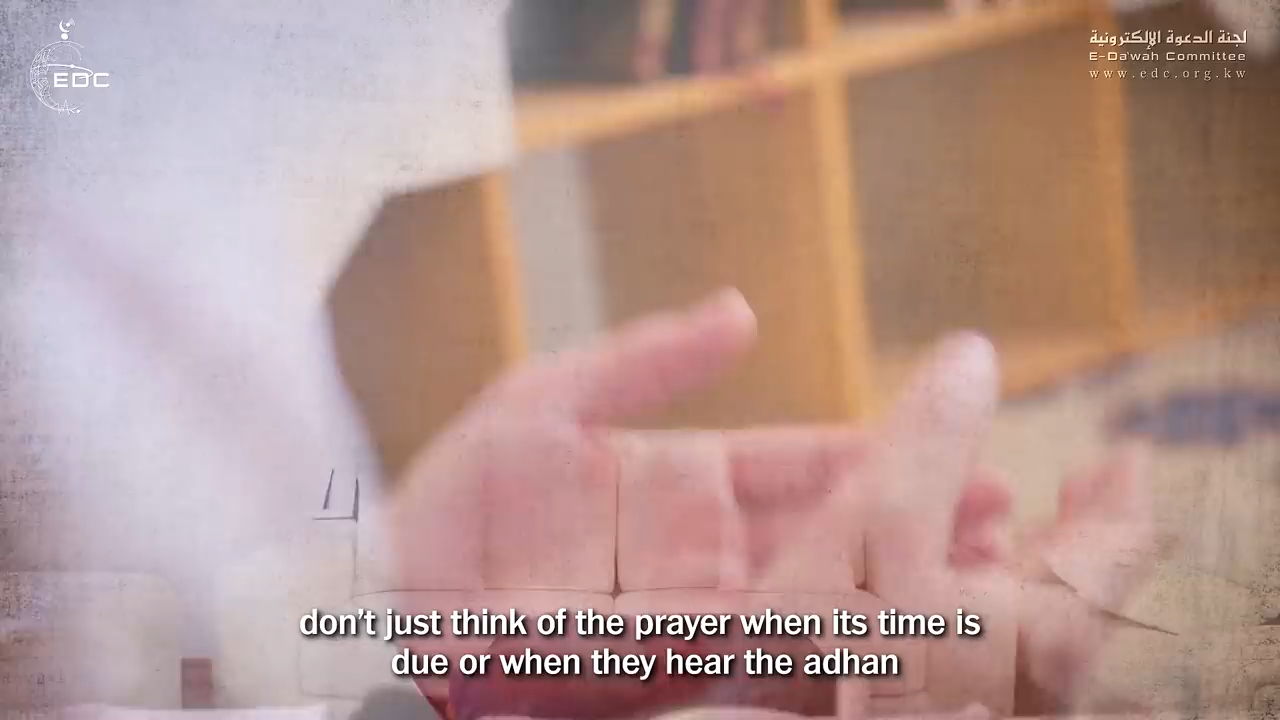 EDC
لجنة الدعوة الإلكترونية
E-Da'wah Committee
www.edc.org.kw
don't just think of the prayer when its time is
due or when they hear the adhan